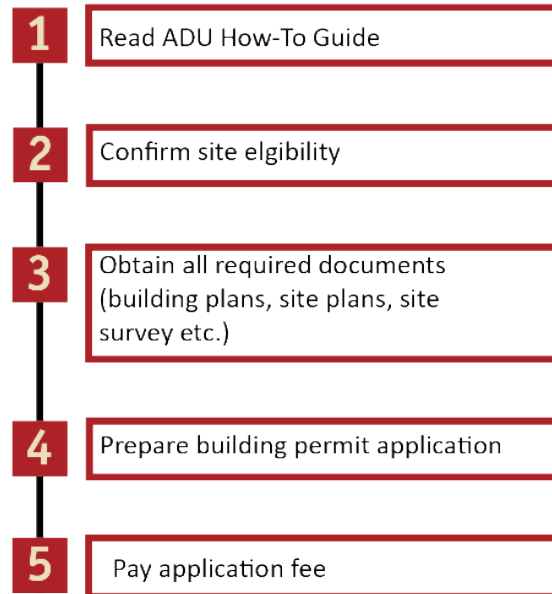 1
Read ADU How-To Guide
2
Confirm site elgibility
3
Obtain all required documents
(building plans, site plans, site
survey etc.)
4
Prepare building permit application
5
Pay application fee